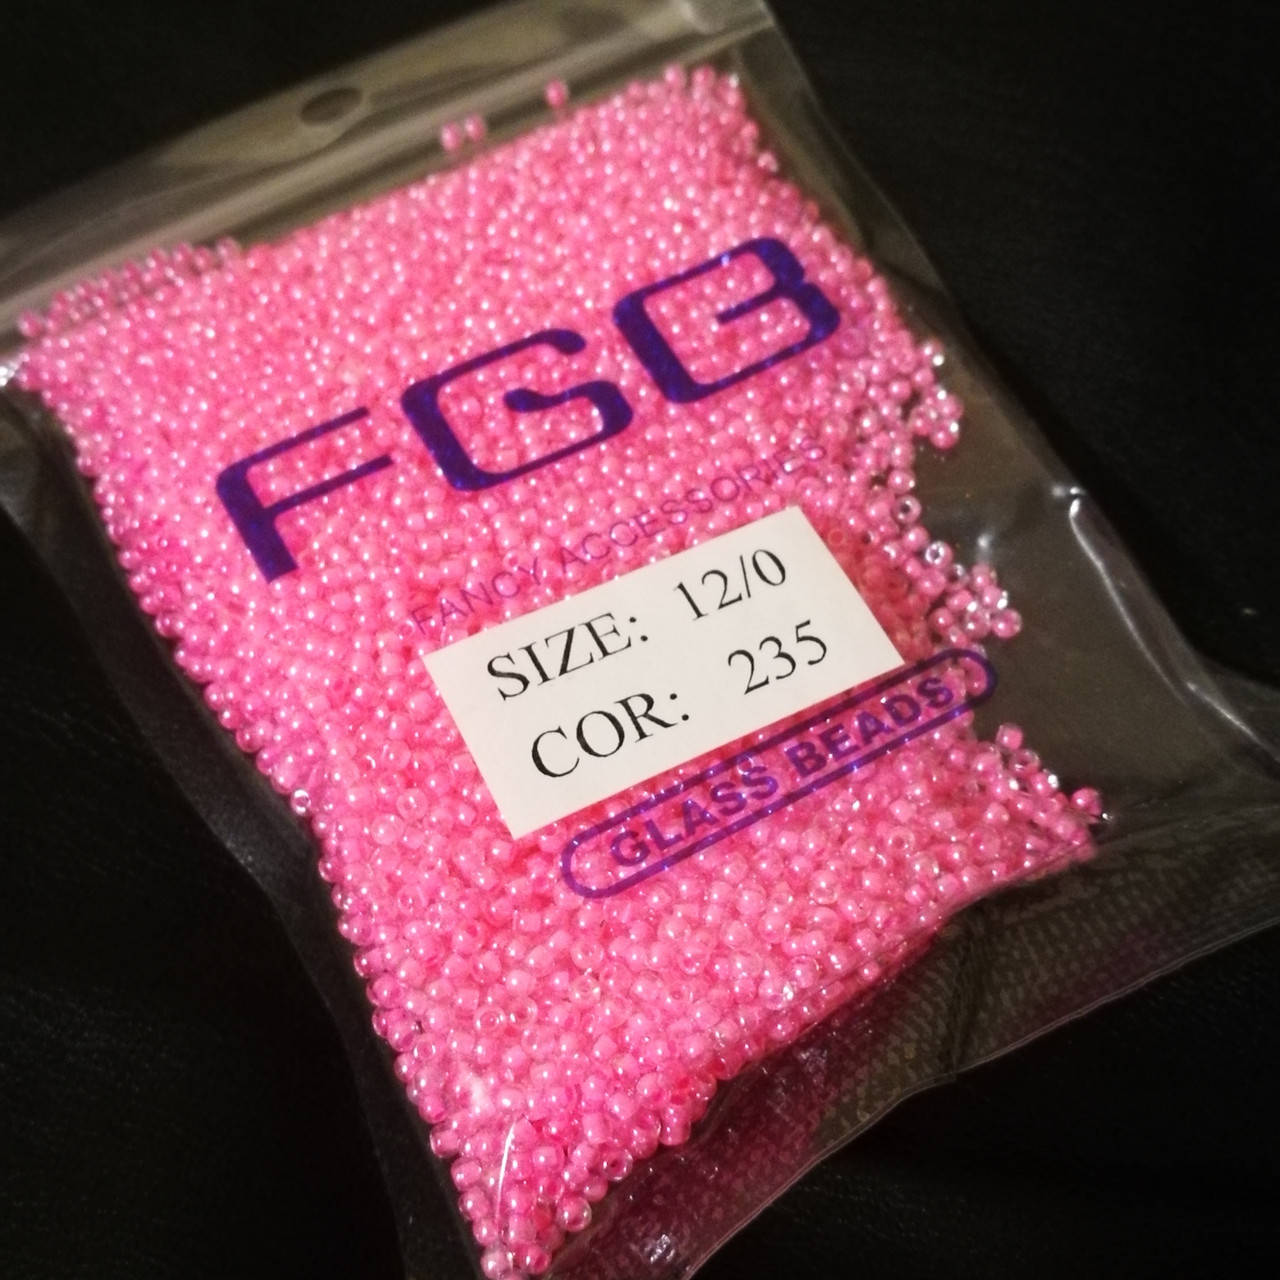 FGB
FANCY ACCESSORIES
SIZE: 12/0
COR: 235
GLASS BEADS